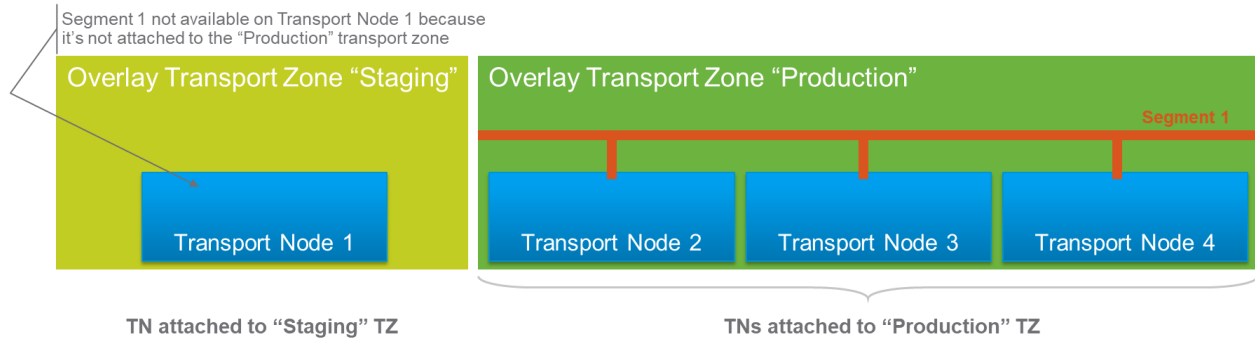 Segment 1 not available on Transport Node 1 because
it’s not attached to the “Production” transport zone
Overlay Transport Zone “Staging”
Overlay Transport Zone “Production”
Segment 1
Transport Node 1
Transport Node 2
Transport Node 3
Transport Node 4
TN attached to “Staging” TZ
TNs attached to “Production” TZ